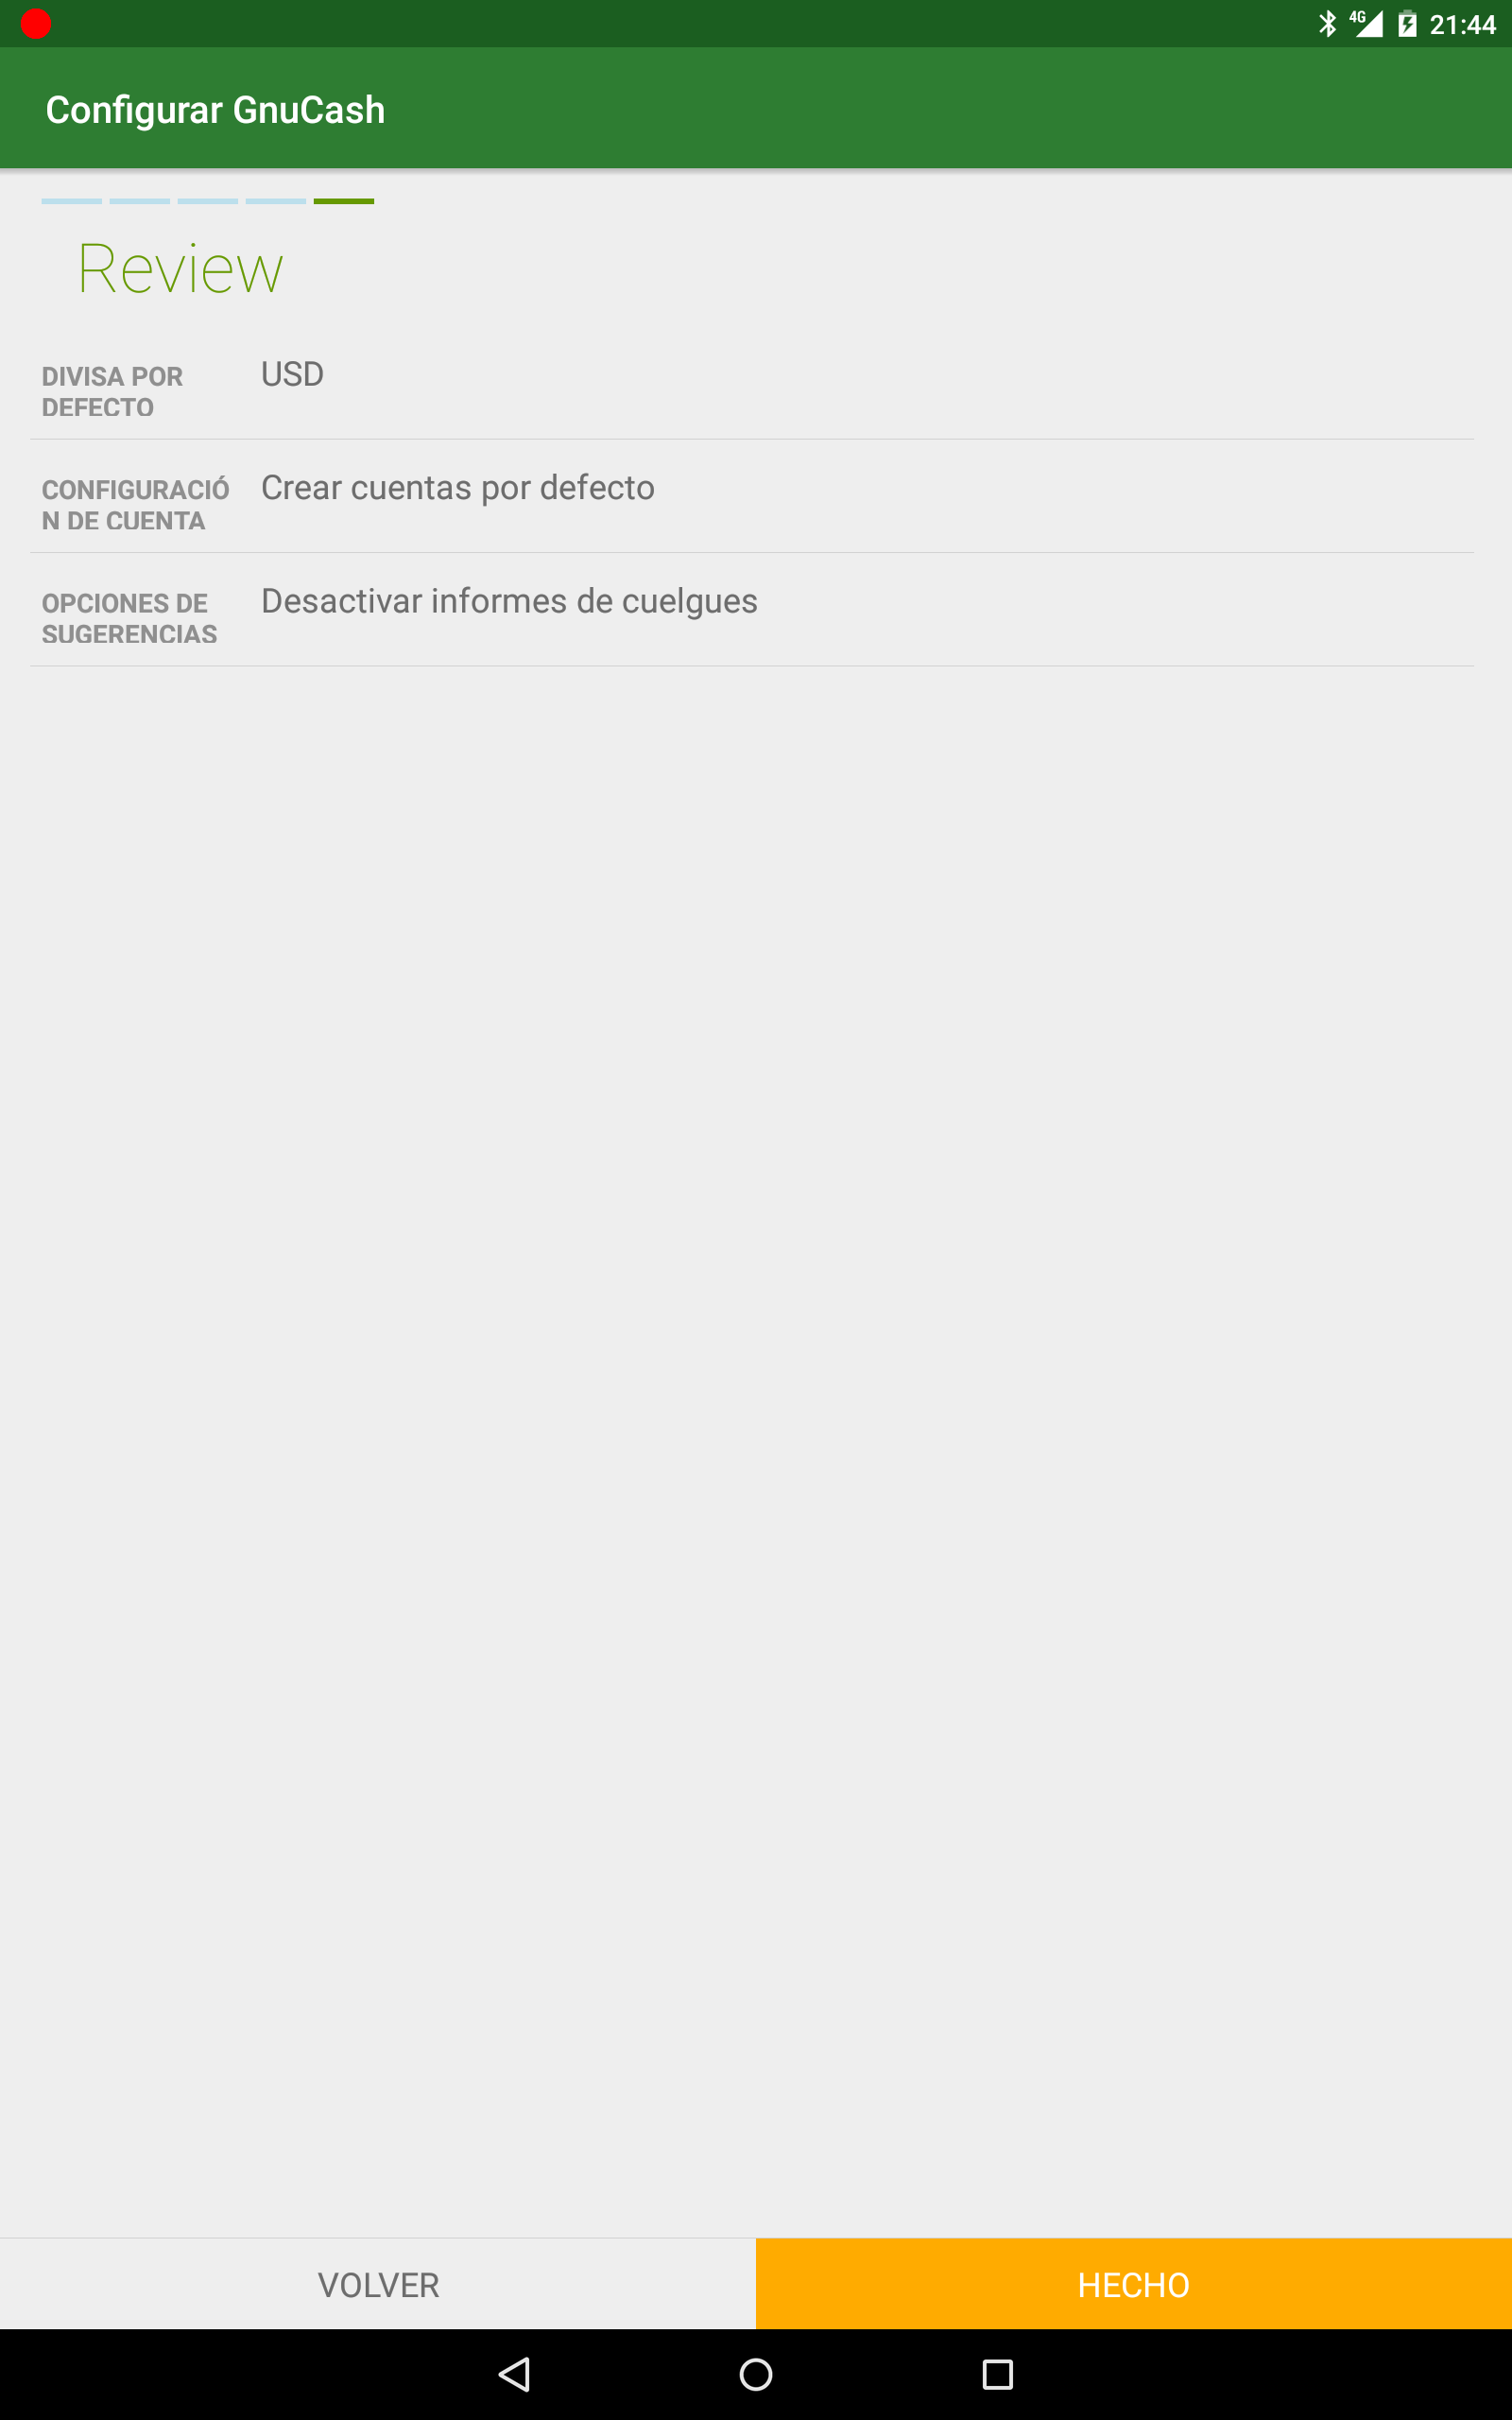 4G 21:44
Configurar GnuCash
Review
DIVISA POR
DEFECTO
USD
CONFIGURACIÓ
N DE CUENTA
Crear cuentas por defecto
OPCIONES DE
SUGERENCIAS
Desactivar informes de cuelgues
VOLVER
HECHO